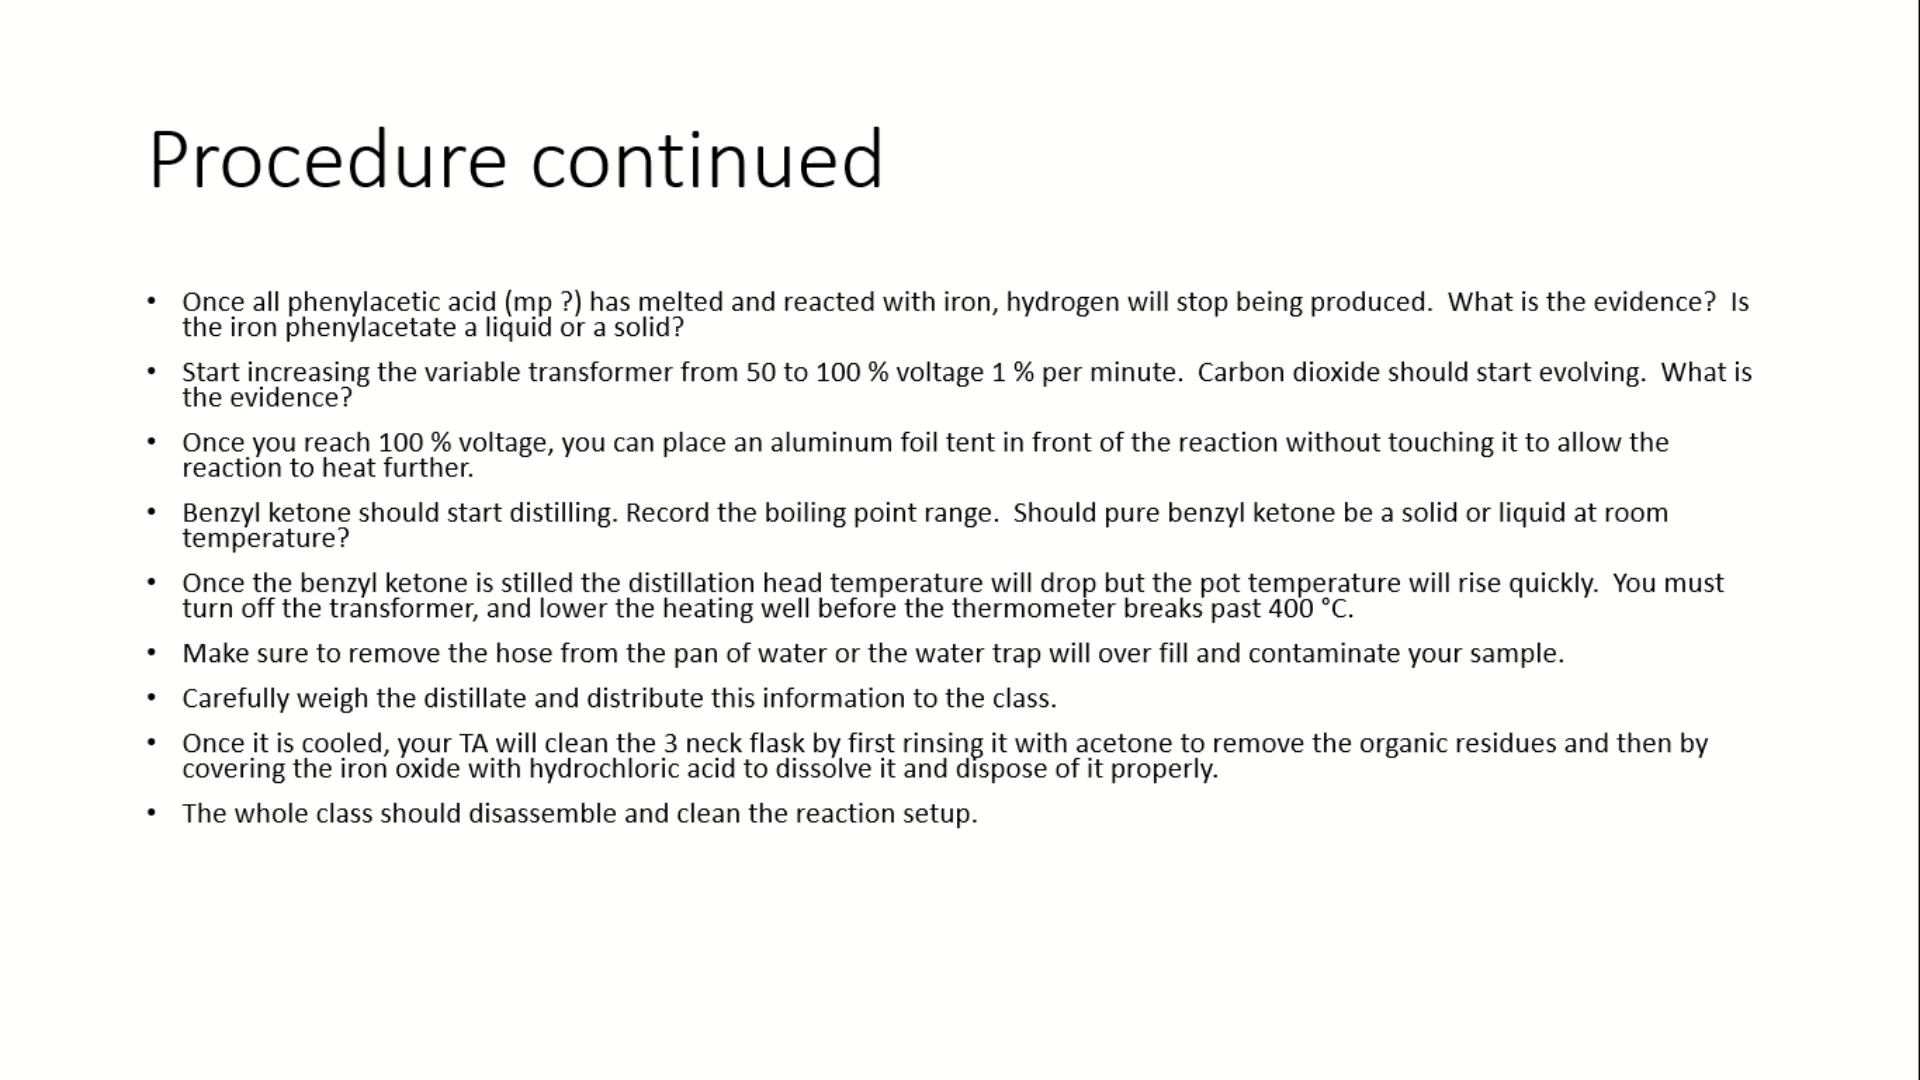 Procedure continued
• Once all phenylacetic acid (mp ?) has melted and reacted with iron, hydrogen will stop being produced.  What is the evidence?  Is
the iron phenylacetate a liquid or a solid?
• Start increasing the variable transformer from 50 to 100 % voltage 1 % per minute.  Carbon dioxide should start evolving.  What is
the evidence?
• Once you reach 100 % voltage, you can place an aluminum foil tent in front of the reaction without touching it to allow the
reaction to heat further.
• Benzyl ketone should start distilling. Record the boiling point range.  Should pure benzyl ketone be a solid or liquid at room
temperature?
• Once the benzyl ketone is stilled the distillation head temperature will drop but the pot temperature will rise quickly.  You must
turn off the transformer, and lower the heating well before the thermometer breaks past 400 °C.
• Make sure to remove the hose from the pan of water or the water trap will over fill and contaminate your sample.
• Carefully weigh the distillate and distribute this information to the class.
• Once it is cooled, your TA will clean the 3 neck flask by first rinsing it with acetone to remove the organic residues and then by
covering the iron oxide with hydrochloric acid to dissolve it and dispose of it properly.
• The whole class should disassemble and clean the reaction setup.